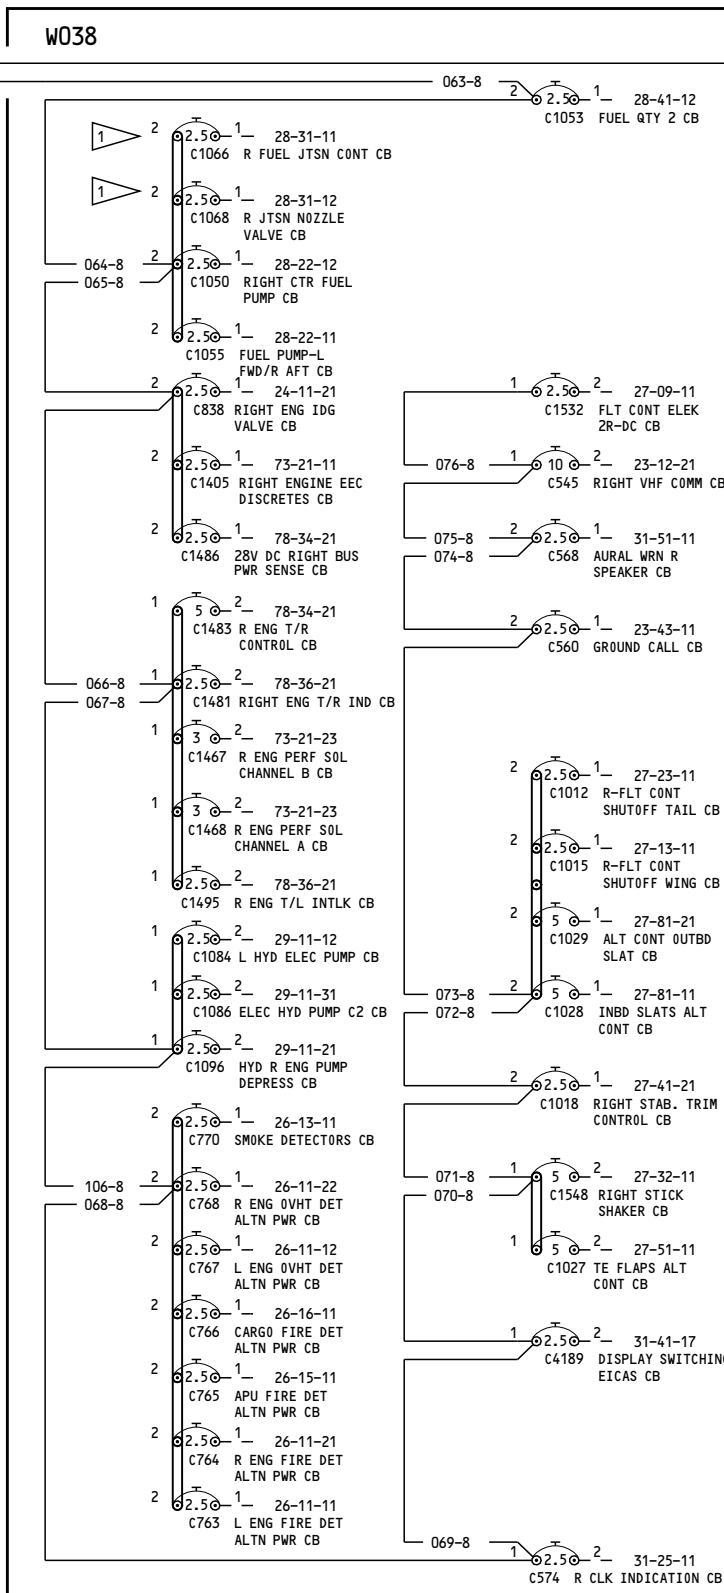 W038
063-8
2 2.5 1 28-41-12
C1053 FUEL QTY 2 CB
1 2 2.5 1 28-31-11
C1066 R FUEL JTSN CONT CB
1 2 2.5 1 28-31-12
C1068 R JTSN NOZZLE
VALVE CB
064-8 2 2.5 1 28-22-12
065-8 C1050 RIGHT CTR FUEL
PUMP CB
2 2.5 1 28-22-11
C1055 FUEL PUMP-L
FWD/R AFT CB
2 2.5 1 24-11-21
C838 RIGHT ENG IDG
VALVE CB
2 2.5 1 73-21-11
C1405 RIGHT ENGINE EEC
DISCRETES CB
2 2.5 1 78-34-21
C1486 28V DC RIGHT BUS
PWR SENSE CB
1 5 2 78-34-21
C1483 R ENG T/R
CONTROL CB
066-8 1 2.5 2 78-36-21
067-8 C1481 RIGHT ENG T/R IND CB
1 3 2 73-21-23
C1467 R ENG PERF SOL
CHANNEL B CB
1 3 2 73-21-23
C1468 R ENG PERF SOL
CHANNEL A CB
1 2.5 2 78-36-21
C1495 R ENG T/L INTLK CB
1 2.5 2 29-11-12
C1084 L HYD ELEC PUMP CB
1 2.5 2 29-11-31
C1086 ELEC HYD PUMP C2 CB
1 2.5 2 29-11-21
C1096 HYD R ENG PUMP
DEPRESS CB
2 2.5 1 26-13-11
C770 SMOKE DETECTORS CB
106-8 2 2.5 1 26-11-22
068-8 C768 R ENG OVHT DET
ALTN PWR CB
2 2.5 1 26-11-12
C767 L ENG OVHT DET
ALTN PWR CB
2 2.5 1 26-16-11
C766 CARGO FIRE DET
ALTN PWR CB
2 2.5 1 26-15-11
C765 APU FIRE DET
ALTN PWR CB
2 2.5 1 26-11-21
C764 R ENG FIRE DET
ALTN PWR CB
2 2.5 1 26-11-11
C763 L ENG FIRE DET
ALTN PWR CB
1 2.5 2 27-09-11
C1532 FLT CONT ELEK
2R-DC CB
076-8 1 10 2 23-12-21
C545 RIGHT VHF COMM CB
075-8 2 2.5 1 31-51-11
074-8 C568 AURAL WRN R
SPEAKER CB
2 2.5 1 23-43-11
C560 GROUND CALL CB
2 2.5 1 27-23-11
C1012 R-FLT CONT
SHUTOFF TAIL CB
2 2.5 1 27-13-11
C1015 R-FLT CONT
SHUTOFF WING CB
2 5 1 27-81-21
C1029 ALT CONT OUTBD
SLAT CB
073-8 2 5 1 27-81-11
072-8 C1028 INBD SLATS ALT
CONT CB
2 2.5 1 27-41-21
C1018 RIGHT STAB. TRIM
CONTROL CB
071-8 1 5 2 27-32-11
070-8 C1548 RIGHT STICK
SHAKER CB
1 5 2 27-51-11
C1027 TE FLAPS ALT
CONT CB
1 2.5 2 31-41-17
C4189 DISPLAY SWITCHING
EICAS CB
069-8 1 2.5 2 31-25-11
C574 R CLK INDICATION CB